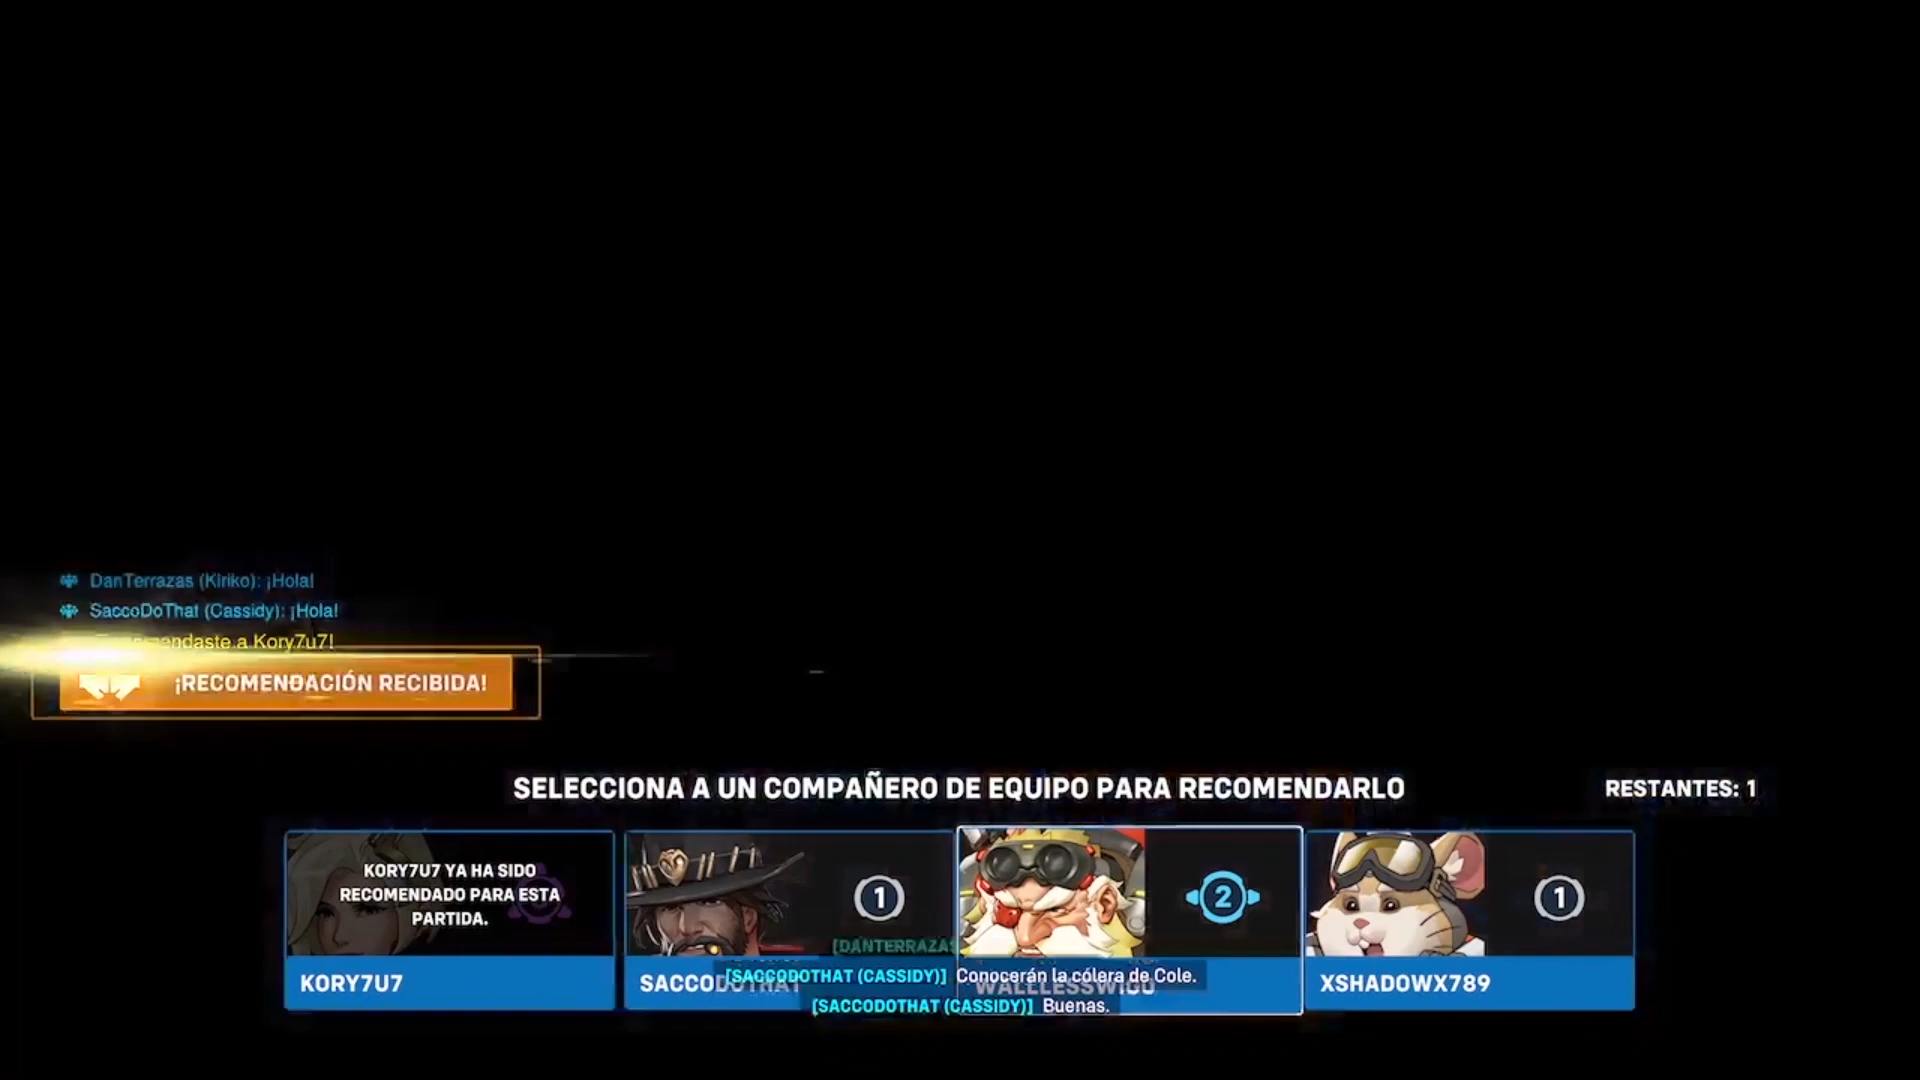 DanTerrazas (Kiriko): ¡Hola!
SaccoDoThat (Cassidy): ¡Hola!
a Kory7u7!
¡RECOMENDACIÓN RECIBIDA!
SELECCIONA A UN COMPAÑERO DE EQUIPO PARA RECOMENDARLO
RESTANTES: 1
KORY7U7 YA HA SIDO
RECOMENDADO PARA ESTA
PARTIDA.
1
2
1
[DANTERRAZAS
KORY7U7
SACCODOTHAT
XSHADOWX789
[SACCODOTHAT (CASSIDY)] Conocerán la cólera de Cole.
[SACCODOTHAT (CASSIDY)] Buenas.